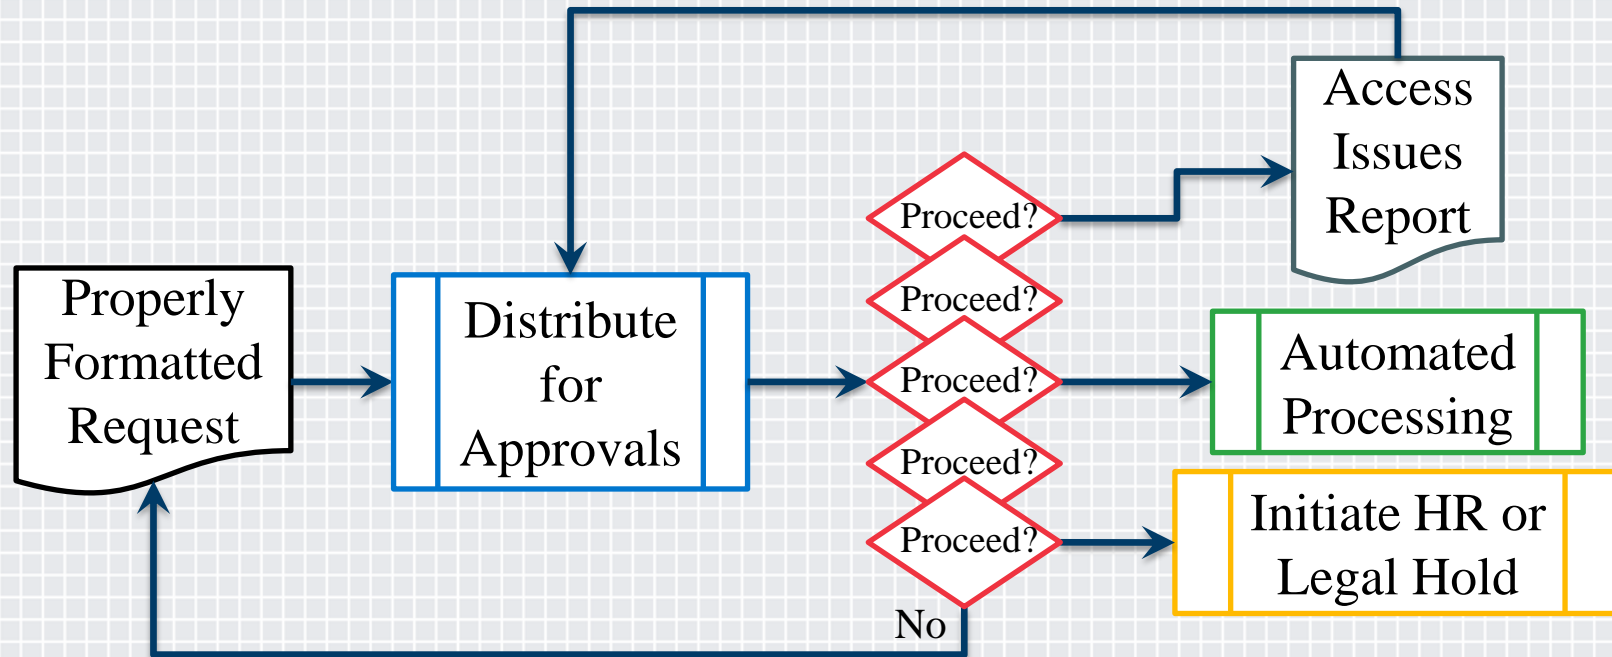 Properly
Formatted
Request
Distribute
for
Approvals
Proceed?
Proceed?
Proceed?
Proceed?
Proceed?
No
Access
Issues
Report
Automated
Processing
Initiate HR or
Legal Hold